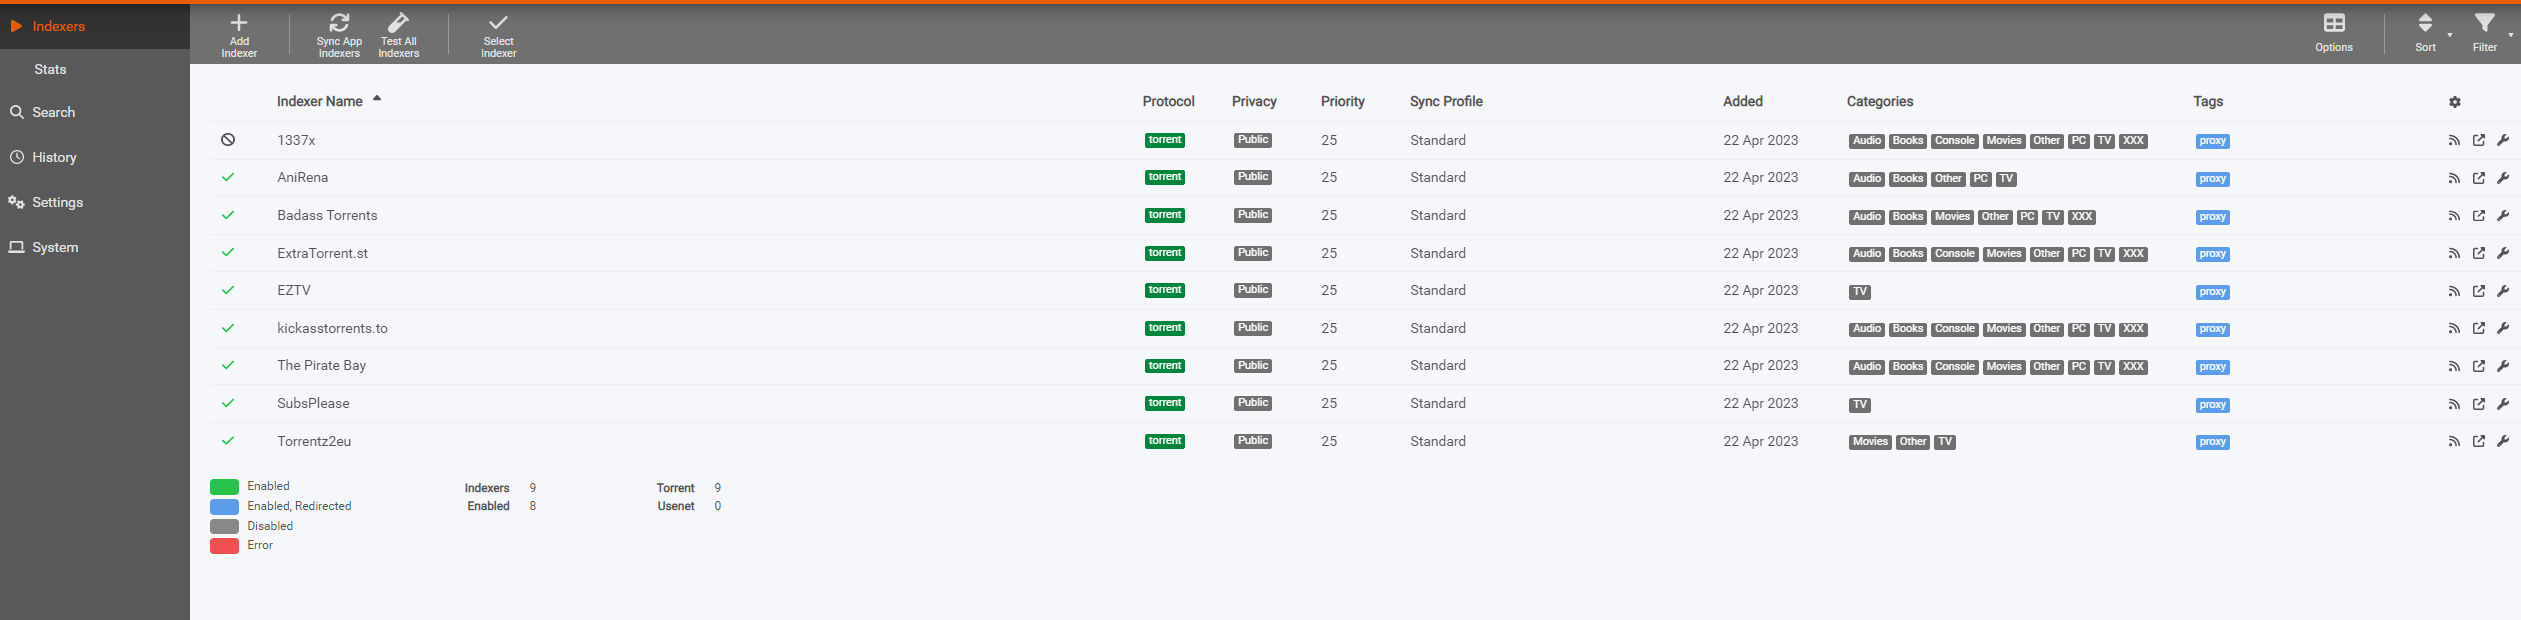 Indexers
Stats
Search
History
Settings
System
Add Indexer
Sync App Indexers
Test All Indexers
Select Indexer
Options
Sort
Filter
Indexer Name Protocol Privacy Priority Sync Profile Added Categories Tags
1337x torrent Public 25 Standard 22 Apr 2023 Audio Books Console Movies Other PC TV XXX proxy
AniRena torrent Public 25 Standard 22 Apr 2023 Audio Books Other PC TV proxy
Badass Torrents torrent Public 25 Standard 22 Apr 2023 Audio Books Movies Other PC TV XXX proxy
ExtraTorrent.st torrent Public 25 Standard 22 Apr 2023 Audio Books Console Movies Other PC TV XXX proxy
EZTV torrent Public 25 Standard 22 Apr 2023 TV proxy
kickasstorrents.to torrent Public 25 Standard 22 Apr 2023 Audio Books Console Movies Other PC TV XXX proxy
The Pirate Bay torrent Public 25 Standard 22 Apr 2023 Audio Books Console Movies Other PC TV XXX proxy
SubsPlease torrent Public 25 Standard 22 Apr 2023 TV proxy
Torrentz2eu torrent Public 25 Standard 22 Apr 2023 Movies Other TV proxy
Enabled Indexers 9 Torrent 9
Enabled, Redirected Enabled 8 Usenet 0
Disabled
Error